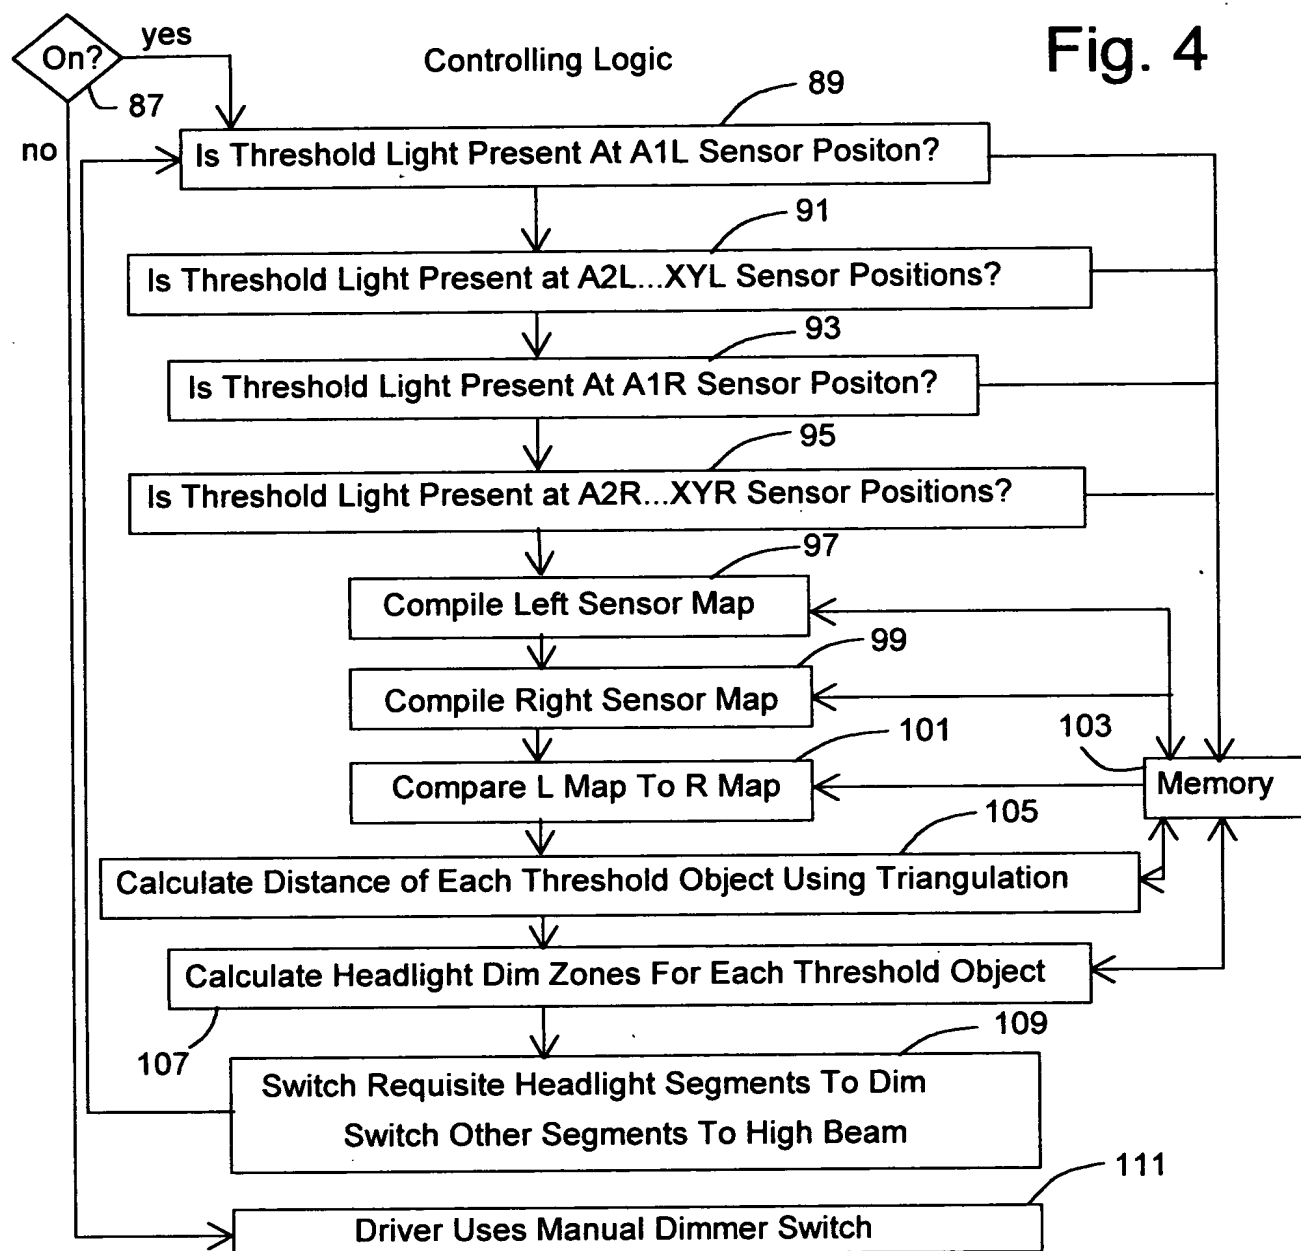 Fig. 4
Controlling Logic
On?
yes
87
no
89
Is Threshold Light Present At A1L Sensor Positon?
91
Is Threshold Light Present at A2L...XYL Sensor Positions?
93
Is Threshold Light Present At A1R Sensor Positon?
95
Is Threshold Light Present at A2R...XYR Sensor Positions?
97
Compile Left Sensor Map
99
Compile Right Sensor Map
101
Compare L Map To R Map
103
Memory
105
Calculate Distance of Each Threshold Object Using Triangulation
Calculate Headlight Dim Zones For Each Threshold Object
107
109
Switch Requisite Headlight Segments To Dim
Switch Other Segments To High Beam
111
Driver Uses Manual Dimmer Switch